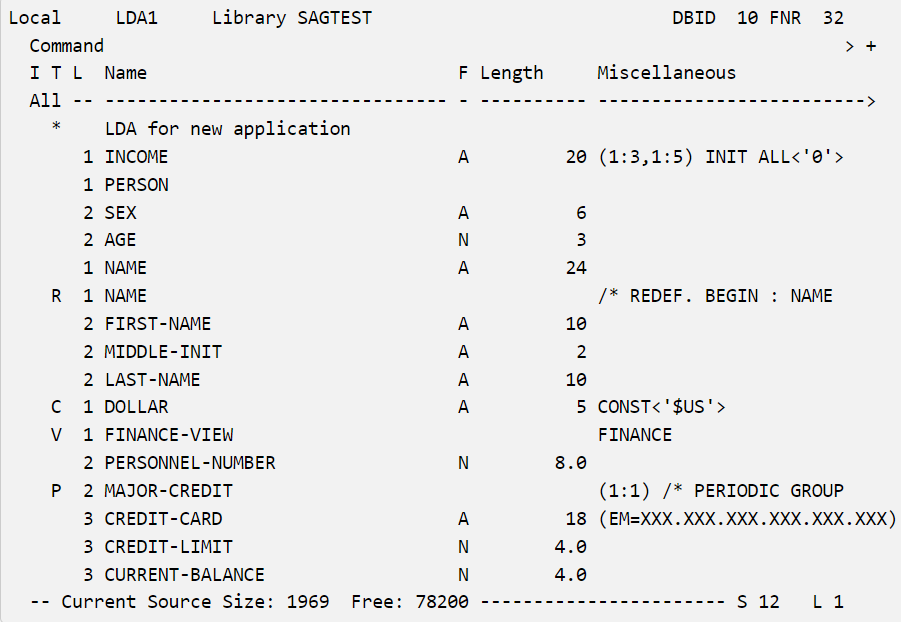 Local     LDA1     Library SAGTEST                            DBID  10 FNR  32
  Command                                                                      > +
  I T L  Name                             F Length     Miscellaneous
  All -- -------------------------------- - ---------- ------------------------->
    *    LDA for new application
       1 INCOME                           A         20 (1:3,1:5) INIT ALL<'0'>
       1 PERSON
       2 SEX                              A          6
       2 AGE                              N          3
       1 NAME                             A         24
    R  1 NAME                                          /* REDEF. BEGIN : NAME
       2 FIRST-NAME                       A         10
       2 MIDDLE-INIT                      A          2
       2 LAST-NAME                        A         10
    C  1 DOLLAR                           A          5 CONST<'$US'>
    V  1 FINANCE-VIEW                                  FINANCE
       2 PERSONNEL-NUMBER                 N        8.0
    P  2 MAJOR-CREDIT                                  (1:1) /* PERIODIC GROUP
       3 CREDIT-CARD                      A         18 (EM=XXX.XXX.XXX.XXX.XXX.XXX)
       3 CREDIT-LIMIT                     N        4.0
       3 CURRENT-BALANCE                  N        4.0
  -- Current Source Size: 1969  Free: 78200 ----------------------- S 12   L 1